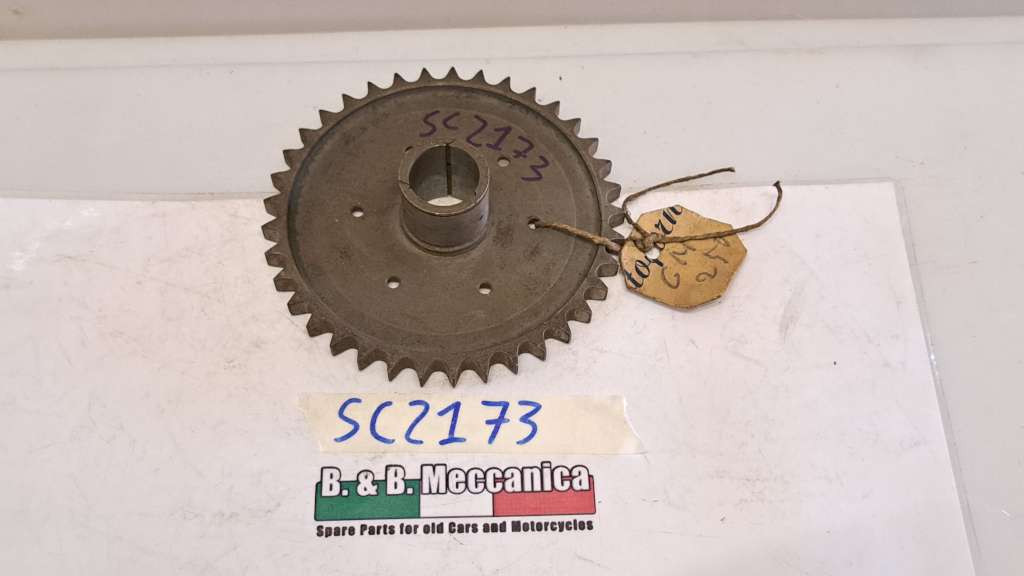 SC2173
SC2173
B. & B. Meccanica
Spare Parts for old Cars and Motorcycles